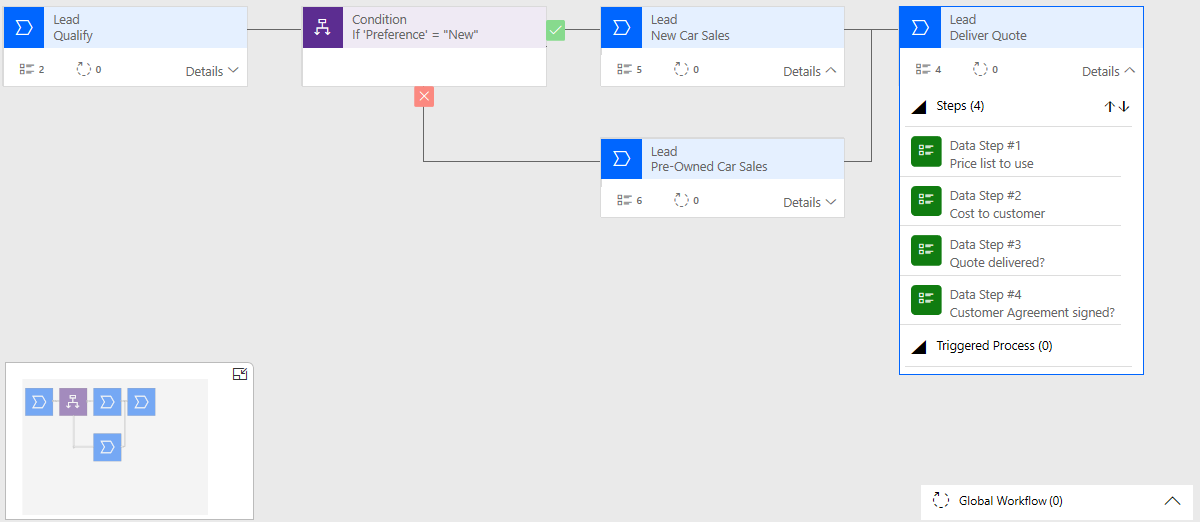 Lead
Qualify
2
0
Details
Condition
If 'Preference' = "New"
Lead
New Car Sales
5
0
Details
Lead
Pre-Owned Car Sales
6
0
Details
Lead
Deliver Quote
4
0
Details
Steps (4)
Data Step #1
Price list to use
Data Step #2
Cost to customer
Data Step #3
Quote delivered?
Data Step #4
Customer Agreement signed?
Triggered Process (0)
Global Workflow (0)